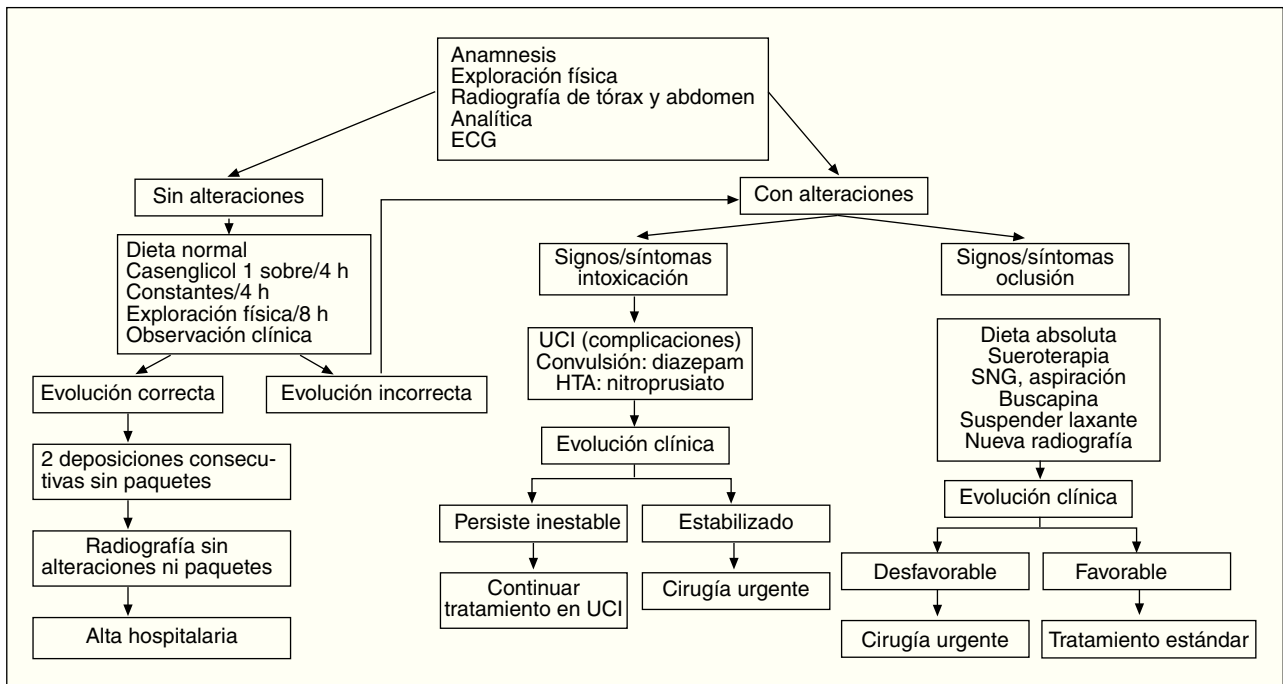 Anamnesis
Exploración física
Radiografía de tórax y abdomen
Analítica
ECG
Sin alteraciones
Con alteraciones
Dieta normal
Casenglicol 1 sobre/4 h
Constantes/4 h
Exploración física/8 h
Observación clínica
Signos/síntomas
intoxicación
Signos/síntomas
oclusión
UCI (complicaciones)
Convulsión: diazepam
HTA: nitroprusiato
Dieta absoluta
Sueroterapia
SNG, aspiración
Buscapina
Suspender laxante
Nueva radiografía
Evolución correcta
Evolución incorrecta
Evolución clínica
2 deposiciones consecu-
tivas sin paquetes
Evolución clínica
Persiste inestable
Estabilizado
Radiografía sin
alteraciones ni paquetes
Desfavorable
Favorable
Continuar
tratamiento en UCI
Cirugía urgente
Alta hospitalaria
Cirugía urgente
Tratamiento estándar